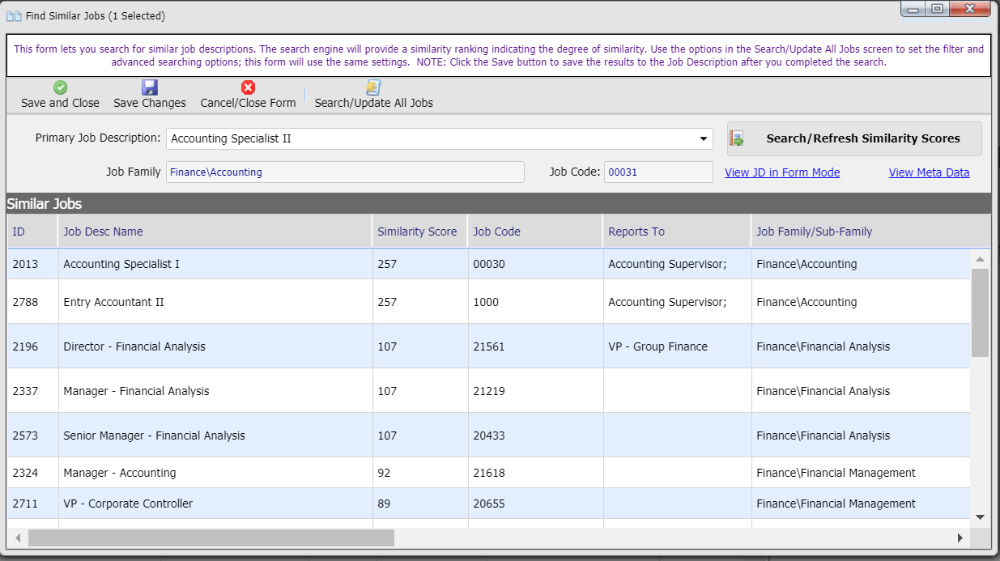 Find Similar Jobs (1 Selected)
This form lets you search for similar job descriptions. The search engine will provide a similarity ranking indicating the degree of similarity. Use the options in the Search/Update All Jobs screen to set the filter and
advanced searching options; this form will use the same settings.  NOTE: Click the Save button to save the results to the Job Description after you completed the search.
Save and Close Save Changes Cancel/Close Form Search/Update All Jobs
Primary Job Description: Accounting Specialist II Search/Refresh Similarity Scores
Job Family Finance\Accounting Job Code: 00031 View JD in Form Mode View Meta Data
Similar Jobs
ID Job Desc Name Similarity Score Job Code Reports To Job Family/Sub-Family
2013 Accounting Specialist I 257 00030 Accounting Supervisor; Finance\Accounting
2788 Entry Accountant II 257 1000 Accounting Supervisor; Finance\Accounting
2196 Director - Financial Analysis 107 21561 VP - Group Finance Finance\Financial Analysis
2337 Manager - Financial Analysis 107 21219 Finance\Financial Analysis
2573 Senior Manager - Financial Analysis 107 20433 Finance\Financial Analysis
2324 Manager - Accounting 92 21618 Finance\Financial Management
2711 VP - Corporate Controller 89 20655 Finance\Financial Management